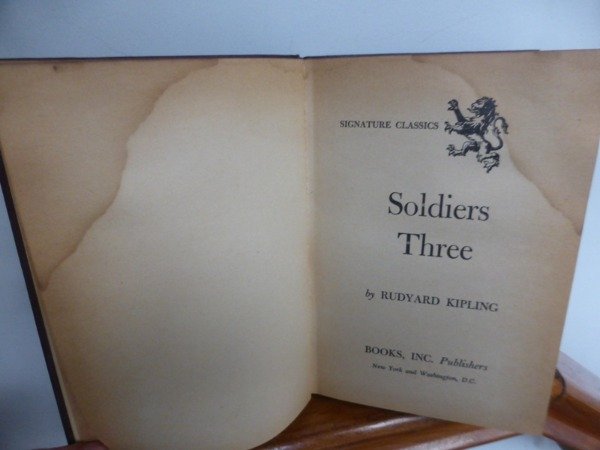 SIGNATURE CLASSICS
Soldiers
Three
by RUDYARD KIPLING
BOOKS, INC. Publishers
New York and Washington, D.C.